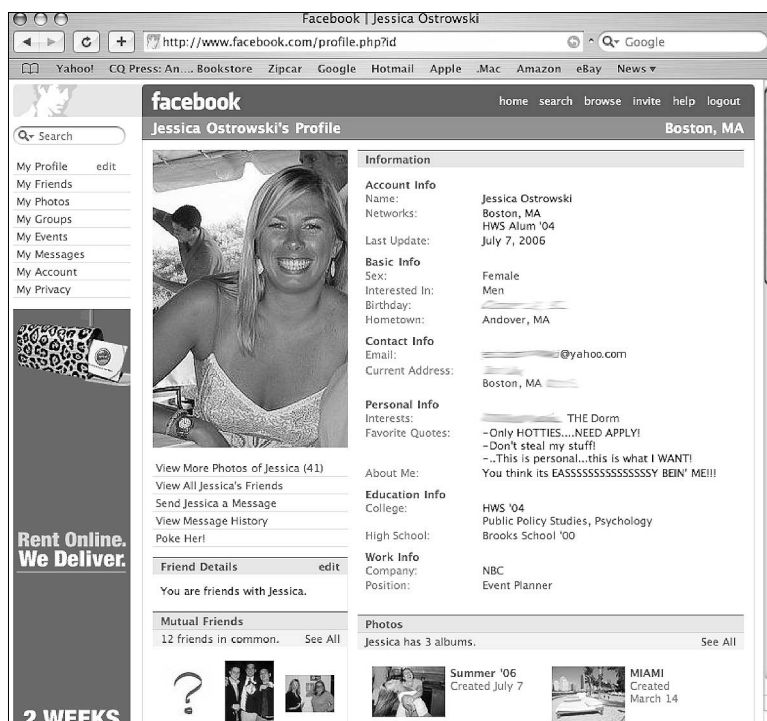 Facebook | Jessica Ostrowski
http://www.facebook.com/profile.php?id
Google
Yahoo! CQ Press: An.... Bookstore Zipcar Google Hotmail Apple .Mac Amazon eBay News
facebook
home search browse invite help logout
Jessica Ostrowski's Profile
Boston, MA
Search
My Profile edit
My Friends
My Photos
My Groups
My Events
My Messages
My Account
My Privacy
Rent Online.
We Deliver.
2 WEEKS
View More Photos of Jessica (41)
View All Jessica's Friends
Send Jessica a Message
View Message History
Poke Her!
Friend Details edit
You are friends with Jessica.
Mutual Friends
12 friends in common. See All
?
Information
Account Info
Name: Jessica Ostrowski
Networks: Boston, MA
HWS Alum '04
Last Update: July 7, 2006
Basic Info
Sex: Female
Interested In: Men
Birthday:
Hometown: Andover, MA
Contact Info
Email: @yahoo.com
Current Address:
Boston, MA
Personal Info
Interests: THE Dorm
Favorite Quotes: -Only HOTTIES....NEED APPLY!
-Don't steal my stuff!
-..This is personal...this is what I WANT!
About Me: You think its EASSSSSSSSSSSSSSY BEIN' ME!!!
Education Info
College: HWS '04
Public Policy Studies, Psychology
High School: Brooks School '00
Work Info
Company: NBC
Position: Event Planner
Photos
Jessica has 3 albums. See All
Summer '06
Created July 7
MIAMI
Created
March 14